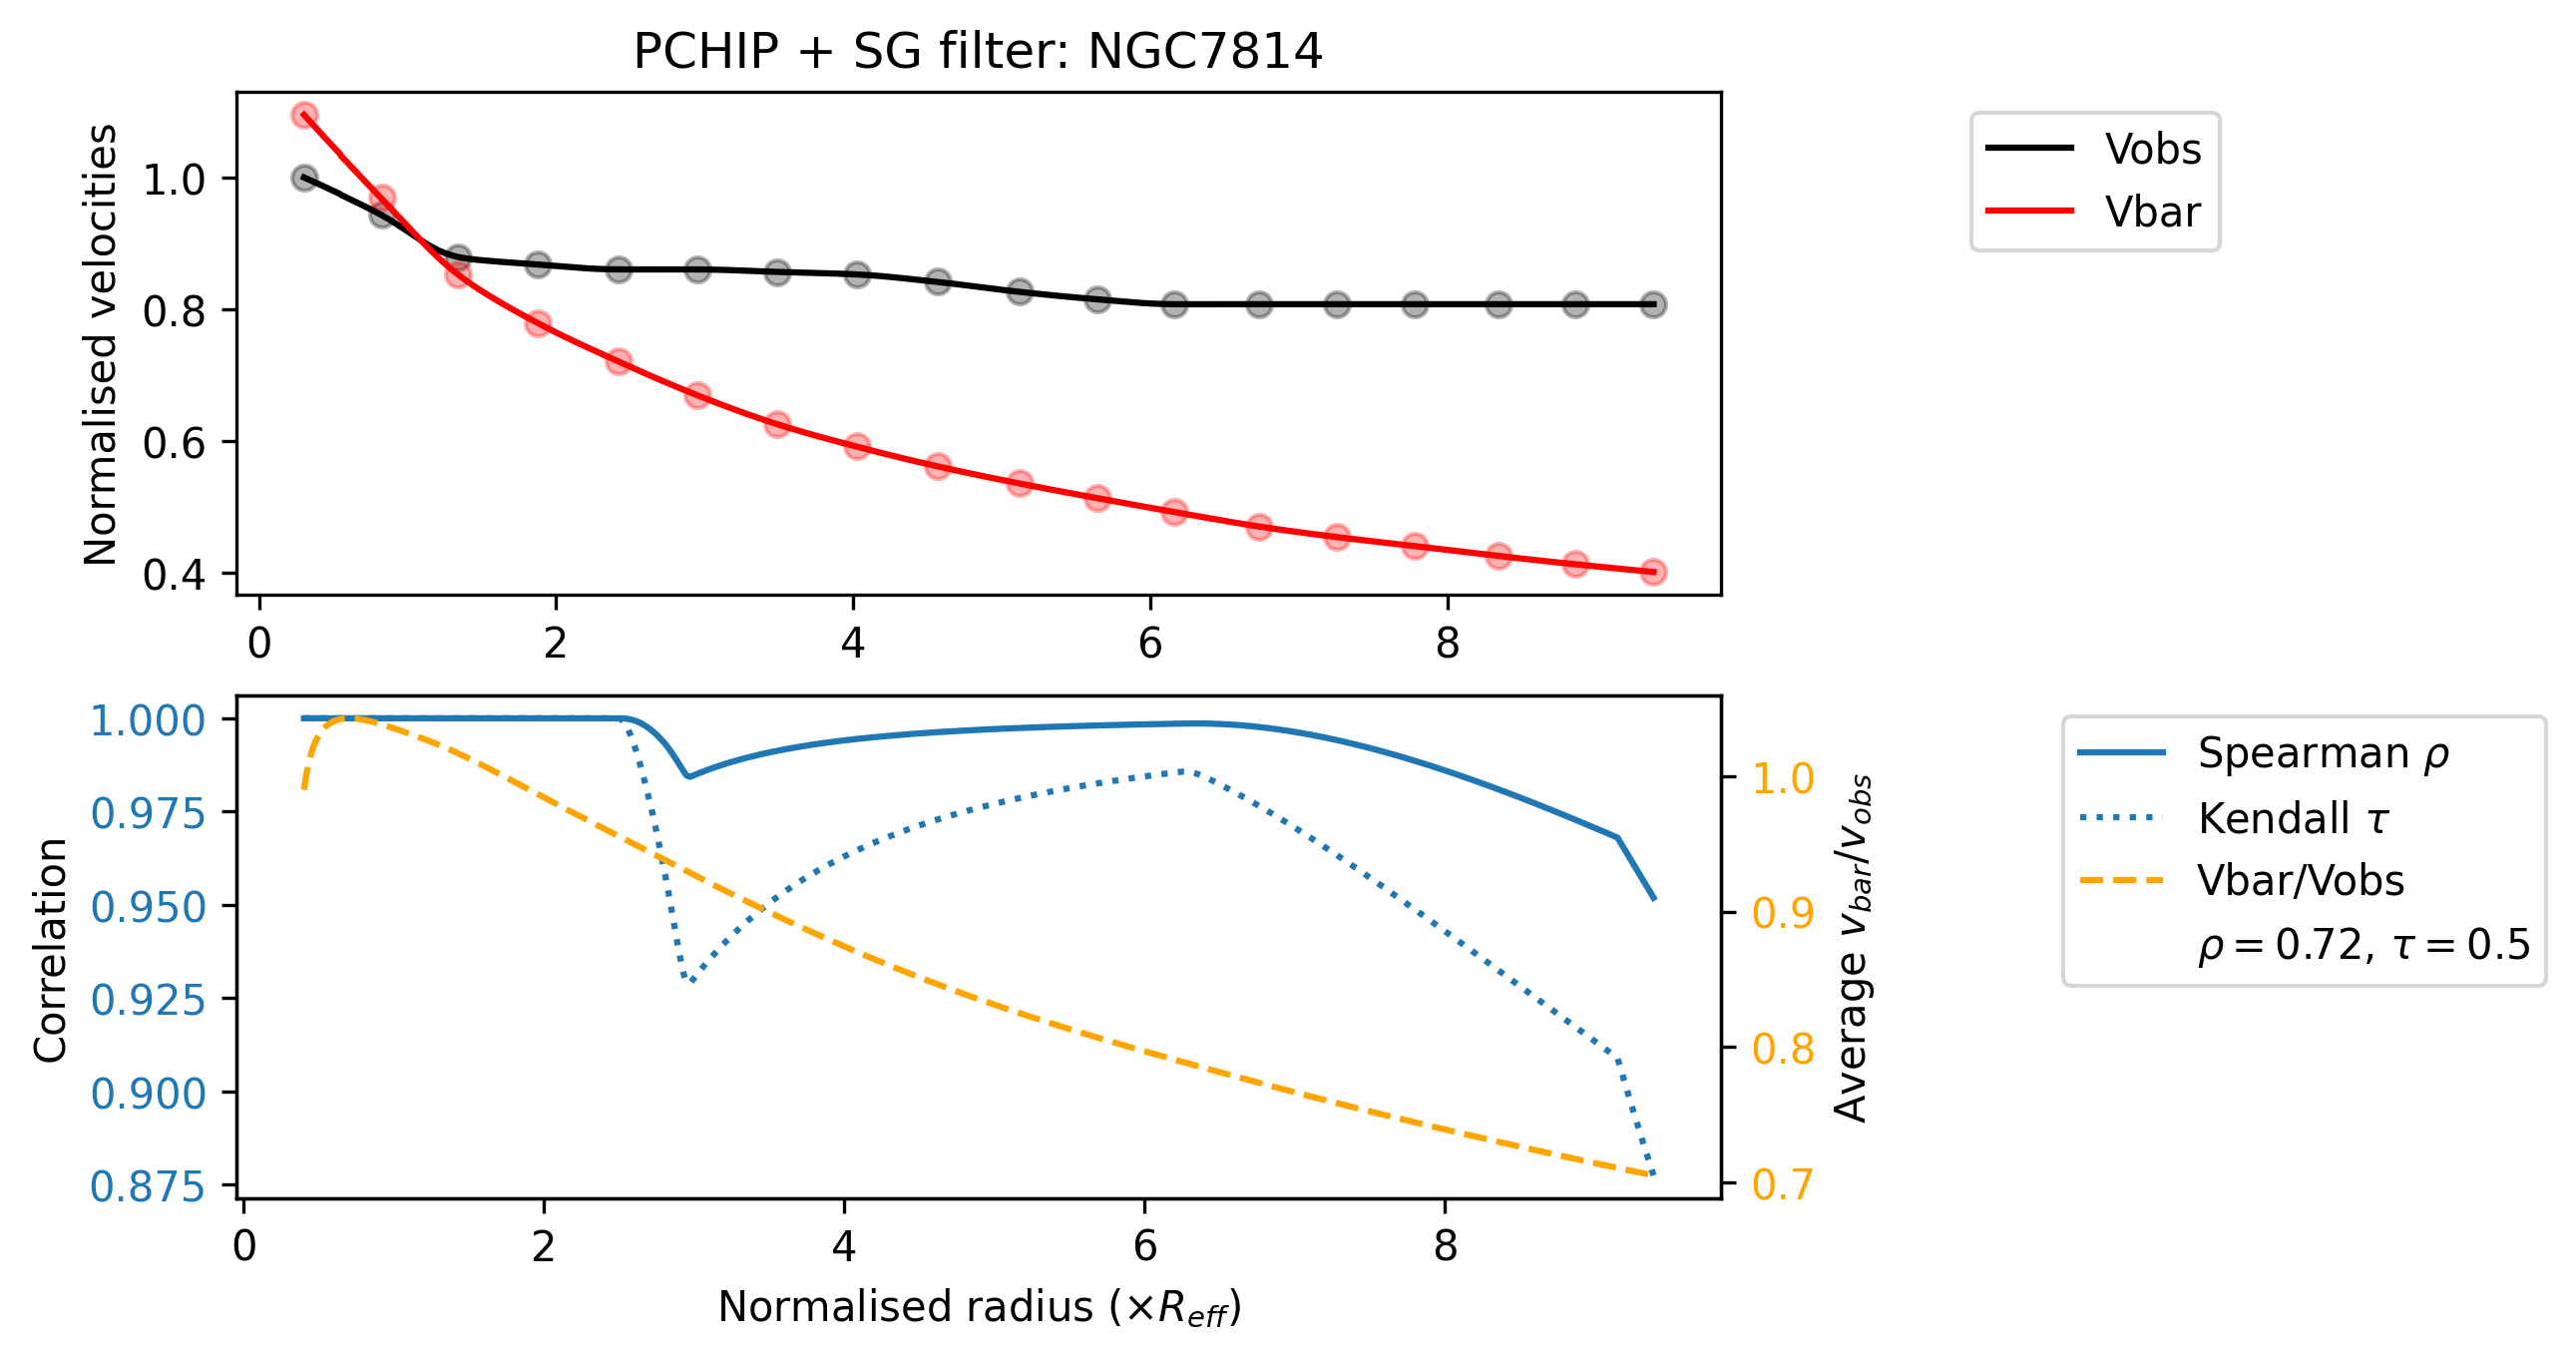 PCHIP + SG filter: NGC7814
Normalised velocities
1.0
0.8
0.6
0.4
0 2 4 6 8
Vobs
Vbar
Correlation
1.000
0.975
0.950
0.925
0.900
0.875
0 2 4 6 8
Normalised radius (×R_eff)
1.0
0.9
0.8
0.7
Average v_bar/v_obs
Spearman ρ
Kendall τ
Vbar/Vobs
ρ = 0.72, τ = 0.5